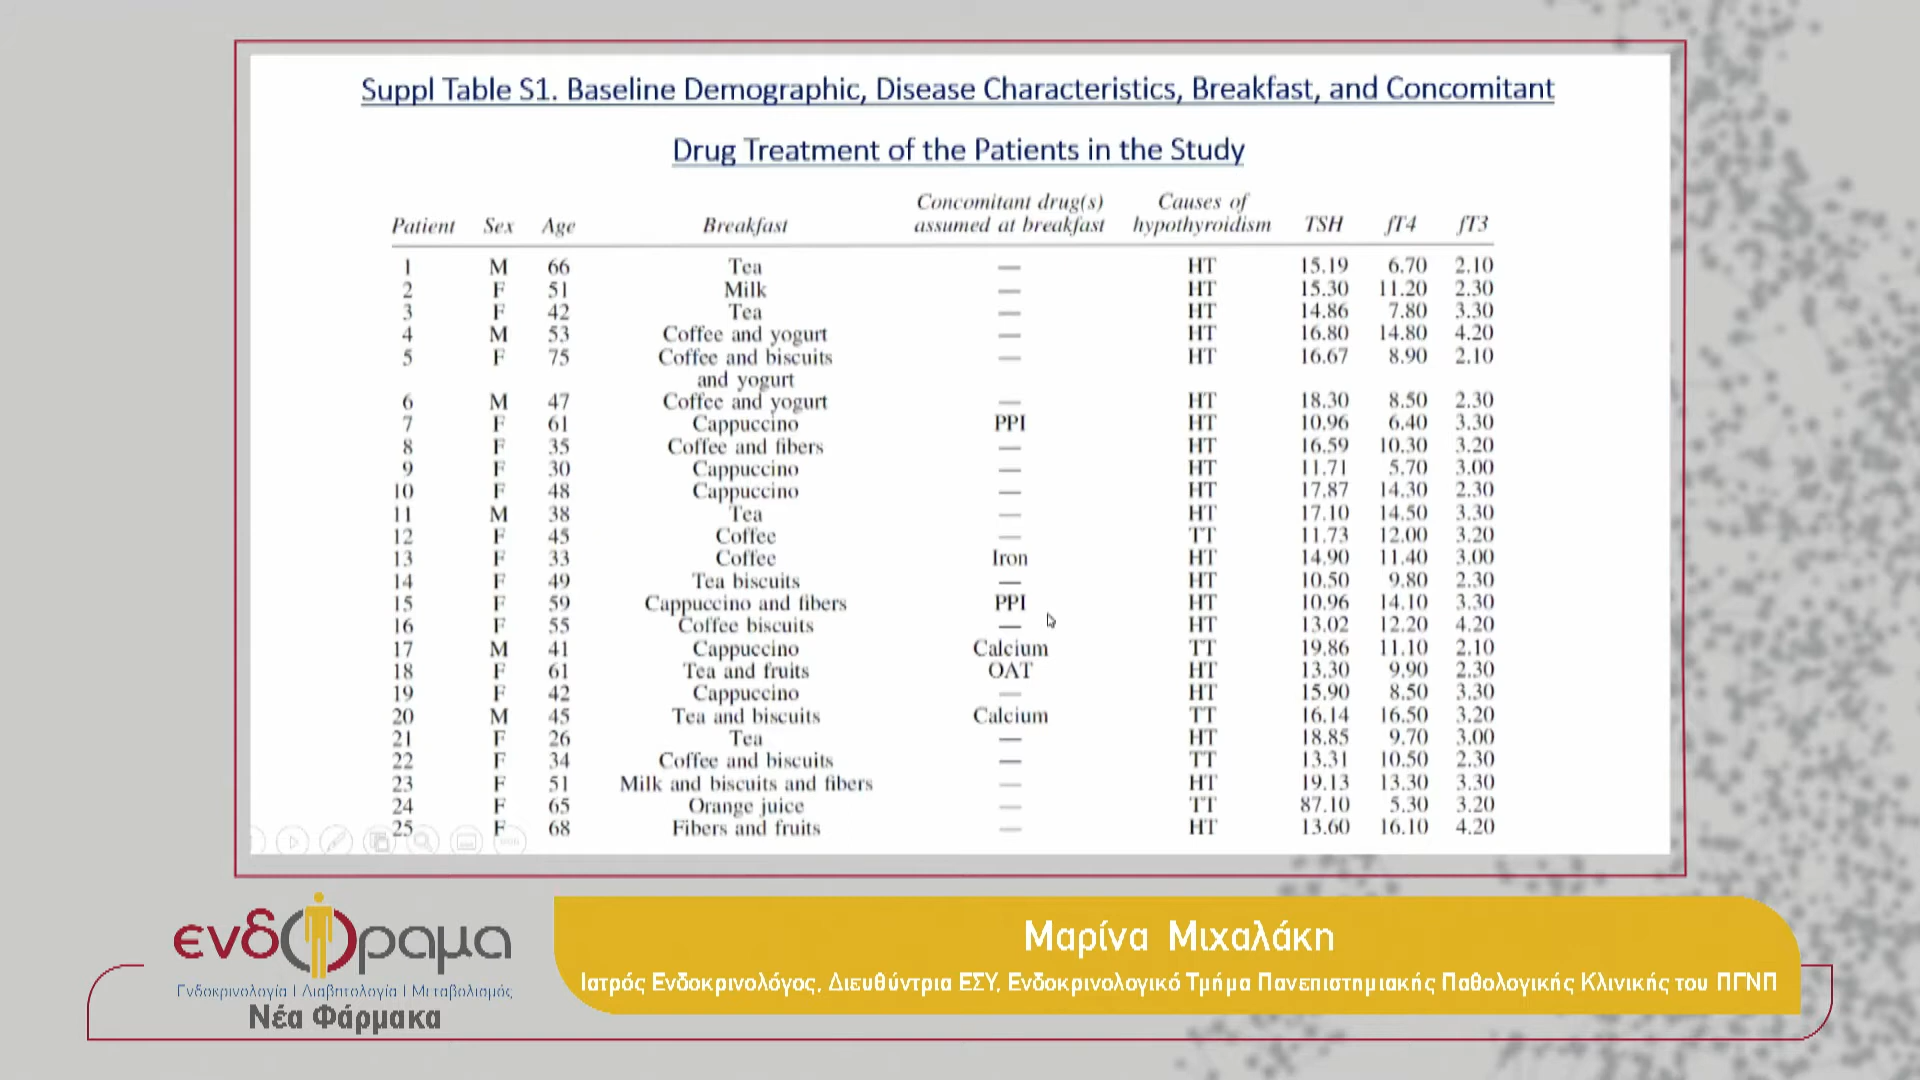 Suppl Table S1. Baseline Demographic, Disease Characteristics, Breakfast, and Concomitant
Drug Treatment of the Patients in the Study
Patient Sex Age Breakfast Concomitant drug(s) assumed at breakfast Causes of hypothyroidism TSH fT4 fT3
1 M 66 Tea — HT 15.19 6.70 2.10
2 F 51 Milk — HT 15.30 11.20 2.30
3 F 42 Tea — HT 14.86 7.80 3.30
4 M 53 Coffee and yogurt — HT 16.80 14.80 4.20
5 F 75 Coffee and biscuits and yogurt — HT 16.67 8.90 2.10
6 M 47 Coffee and yogurt — HT 18.30 8.50 2.30
7 F 61 Cappuccino PPI HT 10.96 6.40 3.30
8 F 35 Coffee and fibers — HT 16.59 10.30 3.20
9 F 30 Cappuccino — HT 11.71 5.70 3.00
10 F 48 Cappuccino — HT 17.87 14.30 2.30
11 M 38 Tea — HT 17.10 14.50 3.30
12 F 45 Coffee — TT 11.73 12.00 3.20
13 F 33 Coffee Iron HT 14.90 11.40 3.00
14 F 49 Tea biscuits — HT 10.50 9.80 2.30
15 F 59 Cappuccino and fibers PPI HT 10.96 14.10 3.30
16 F 55 Coffee biscuits — HT 13.02 12.20 4.20
17 M 41 Cappuccino Calcium TT 19.86 11.10 2.10
18 F 61 Tea and fruits OAT HT 13.30 9.90 2.30
19 F 42 Cappuccino — HT 15.90 8.50 3.30
20 M 45 Tea and biscuits Calcium TT 16.14 16.50 3.20
21 F 26 Tea — HT 18.85 9.70 3.00
22 F 34 Coffee and biscuits — TT 13.31 10.50 2.30
23 F 51 Milk and biscuits and fibers — HT 19.13 13.30 3.30
24 F 65 Orange juice — TT 87.10 5.30 3.20
25 F 68 Fibers and fruits — HT 13.60 16.10 4.20
ενδόραμα
Ενδοκρινολογία | Διαβητολογία | Μεταβολισμός
Νέα Φάρμακα
Μαρίνα Μιχαλάκη
Ιατρός Ενδοκρινολόγος, Διευθύντρια ΕΣΥ, Ενδοκρινολογικό Τμήμα Πανεπιστημιακής Παθολογικής Κλινικής του ΠΓΝΠ